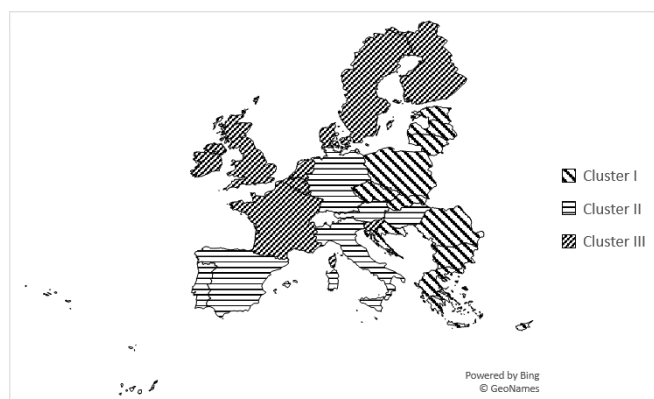 Cluster I
Cluster II
Cluster III
Powered by Bing
© GeoNames